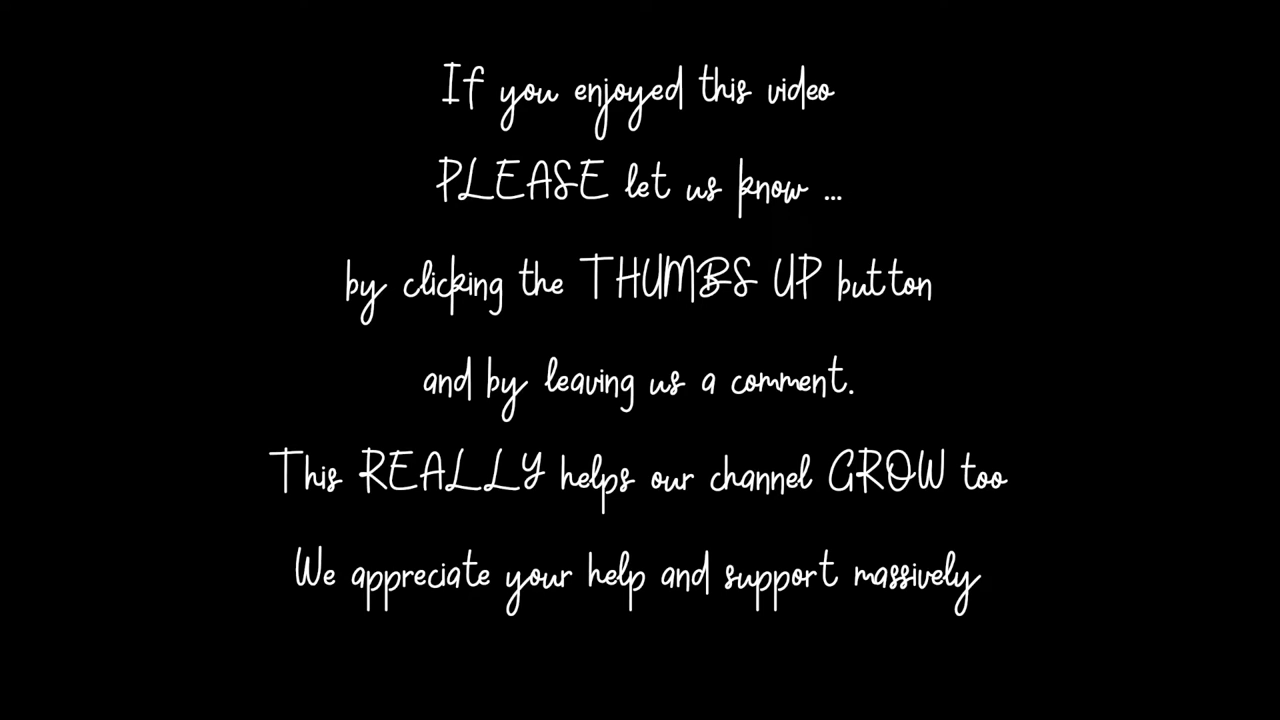 If you enjoyed this video
PLEASE let us know ...
by clicking the THUMBS UP button
and by leaving us a comment.
This REALLY helps our channel GROW too
We appreciate your help and support massively